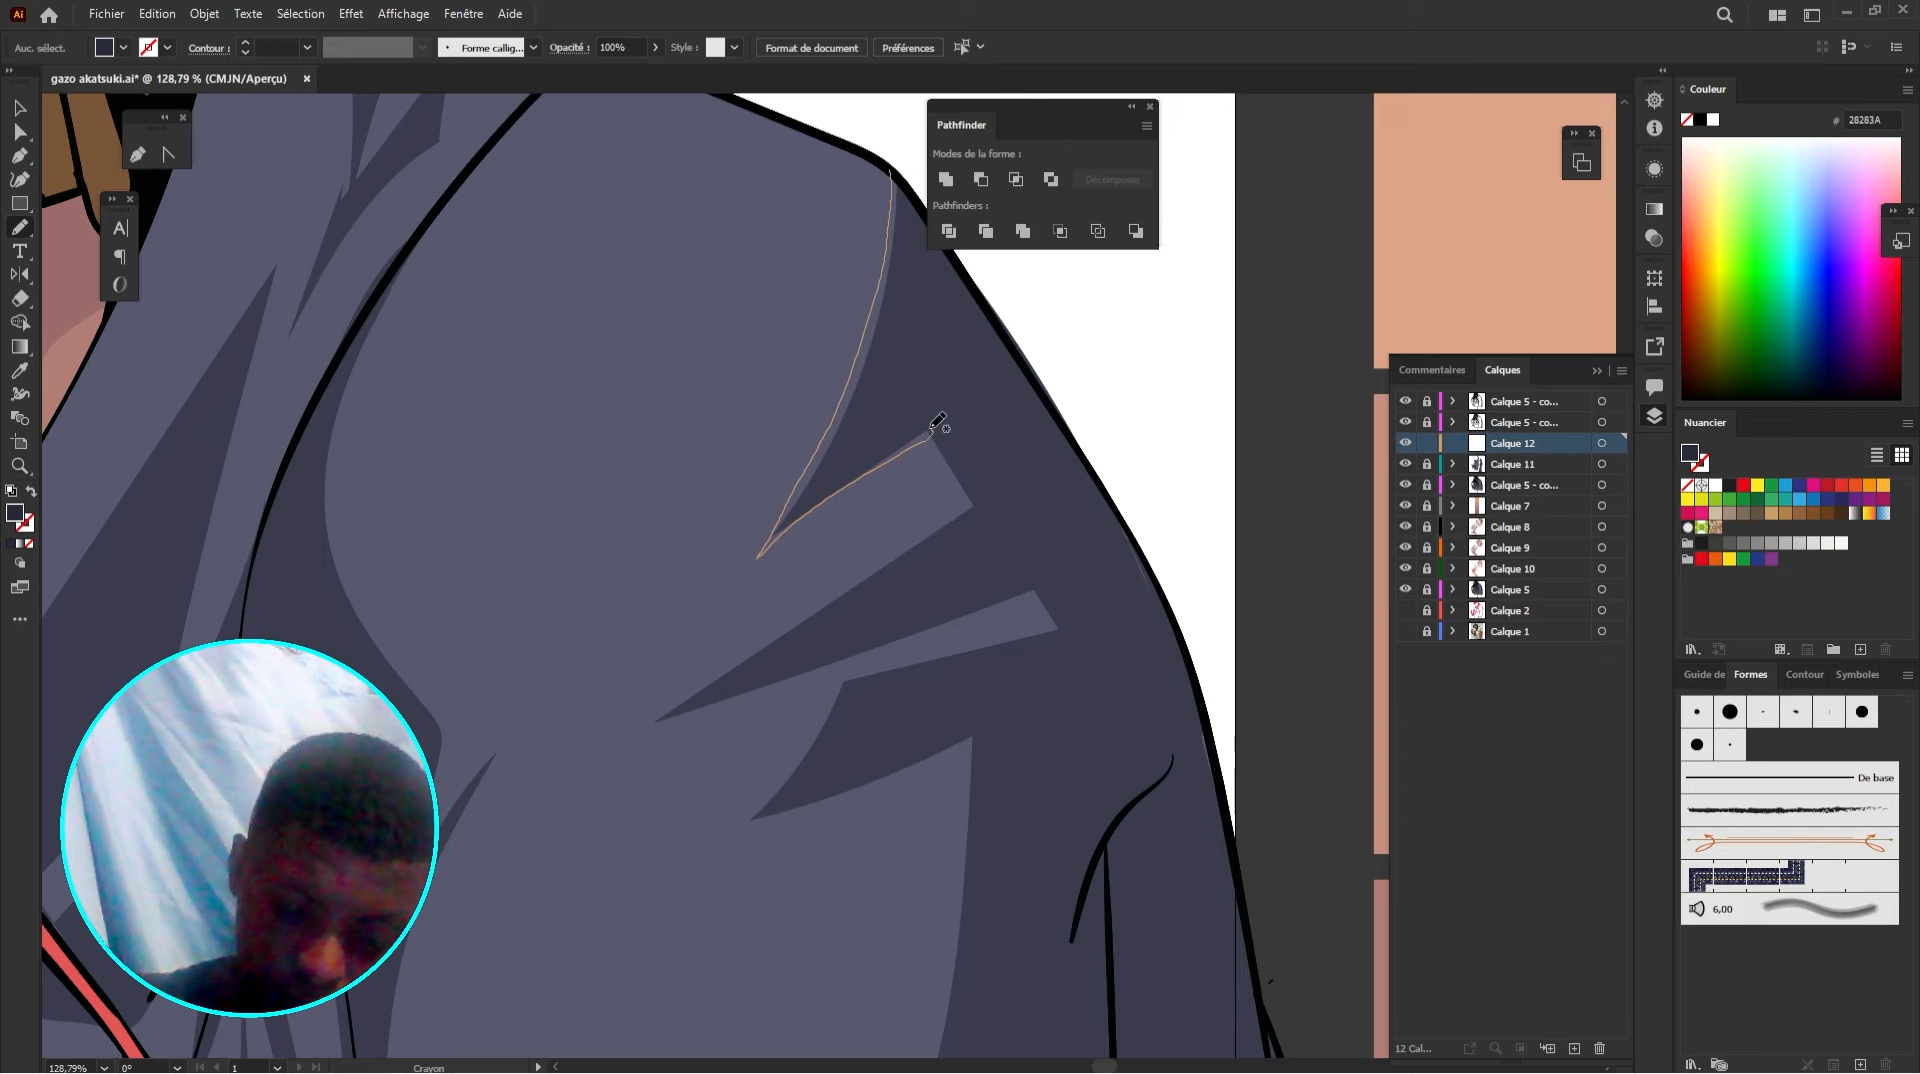 Ai Fichier Edition Objet Texte Sélection Effet Affichage Fenêtre Aide
Auc. sélect. Contour : Forme callig... Opacité : 100% Style : Format de document Préférences
gazo akatsuki.ai* @ 128,79 % (CMJN/Aperçu) ×
Couleur
# 28283A
Pathfinder
Modes de la forme :
Décomposer
Pathfinders :
Commentaires Calques
Calque 5 - co...
Calque 5 - co...
Calque 12
Calque 11
Calque 5 - co...
Calque 7
Calque 8
Calque 9
Calque 10
Calque 5
Calque 2
Calque 1
12 Cal...
Nuancier
Guide de Formes Contour Symboles
De base
6,00
128,79% 0° 1 Crayon